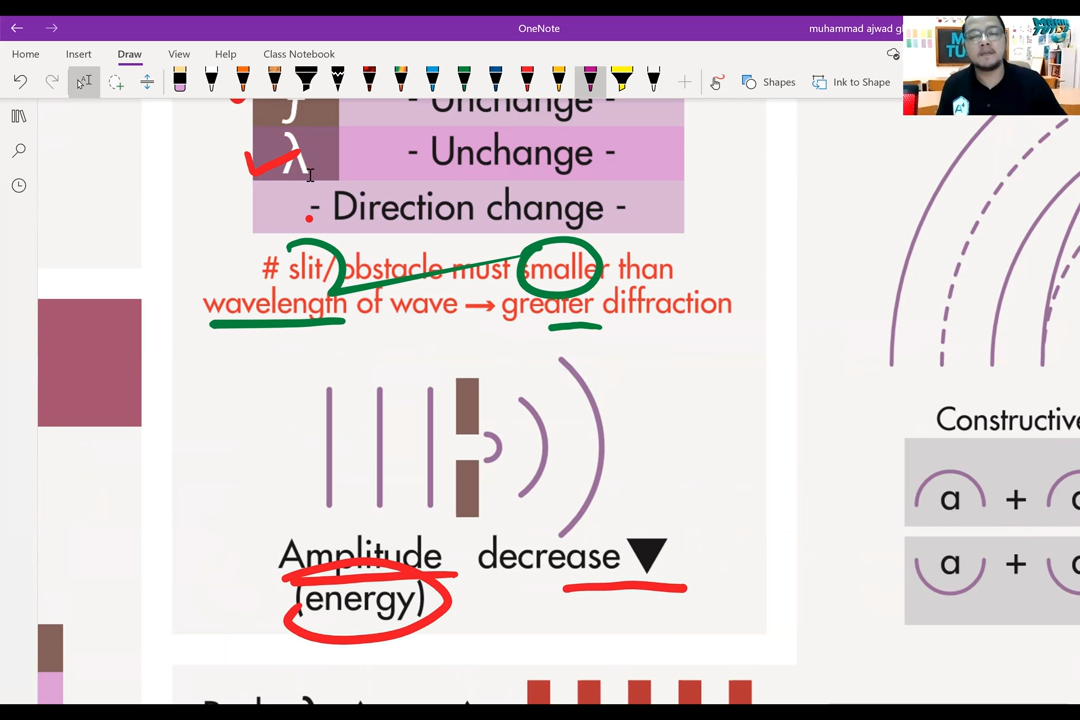 OneNote
muhammad ajwad
Home Insert Draw View Help Class Notebook
Shapes Ink to Shape
f - Unchange -
λ - Unchange -
- Direction change -
# slit/obstacle must smaller than
wavelength of wave → greater diffraction
Amplitude decrease ▼
(energy)
Constructive
a + a
a + a